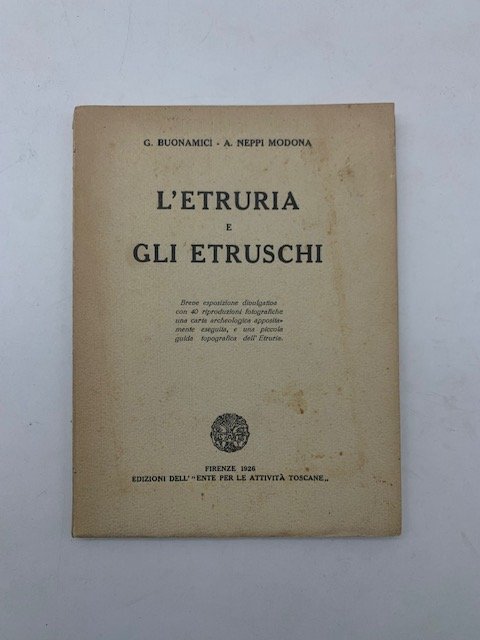 G. BUONAMICI - A. NEPPI MODONA
L'ETRURIA
E
GLI ETRUSCHI
Breve esposizione divulgativa
con 40 riproduzioni fotografiche
una carta archeologica apposita-
mente eseguita, e una piccola
guida topografica dell'Etruria.
FIRENZE 1926
EDIZIONI DELL' "ENTE PER LE ATTIVITÀ TOSCANE„